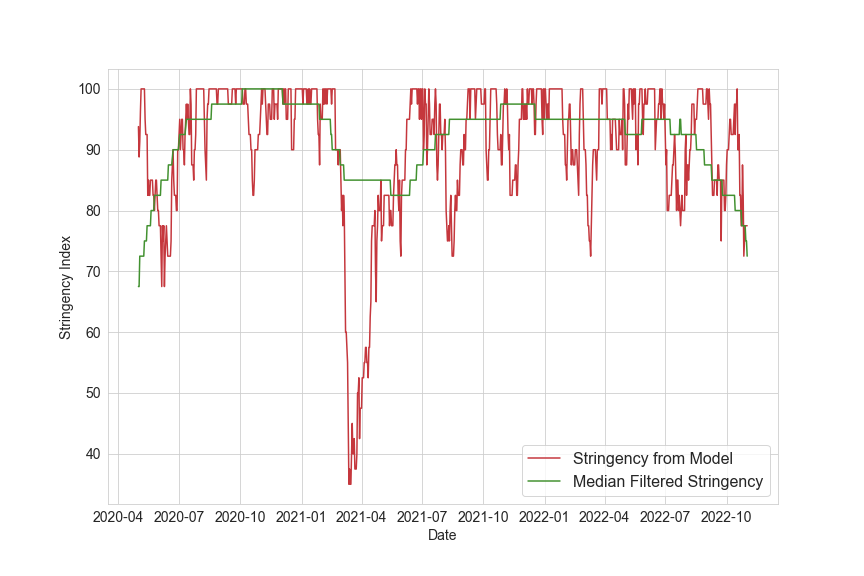 100
90
80
70
60
50
40
Stringency Index
Stringency from Model
Median Filtered Stringency
2020-04 2020-07 2020-10 2021-01 2021-04 2021-07 2021-10 2022-01 2022-04 2022-07 2022-10
Date